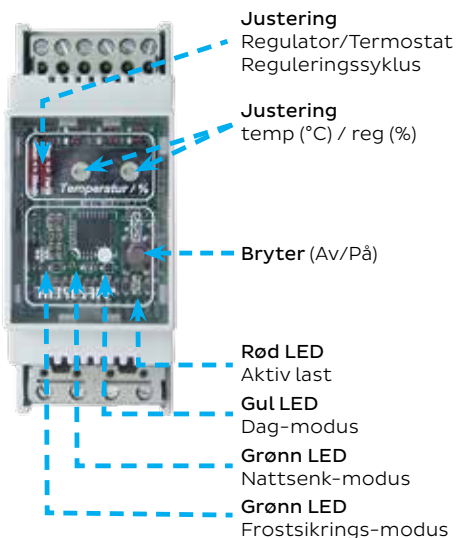 Justering
Regulator/Termostat
Reguleringssyklus
Justering
temp (°C) / reg (%)
Temperatur / %
Bryter (Av/På)
Rød LED
Aktiv last
Gul LED
Dag-modus
Grønn LED
Nattsenk-modus
Grønn LED
Frostsikrings-modus